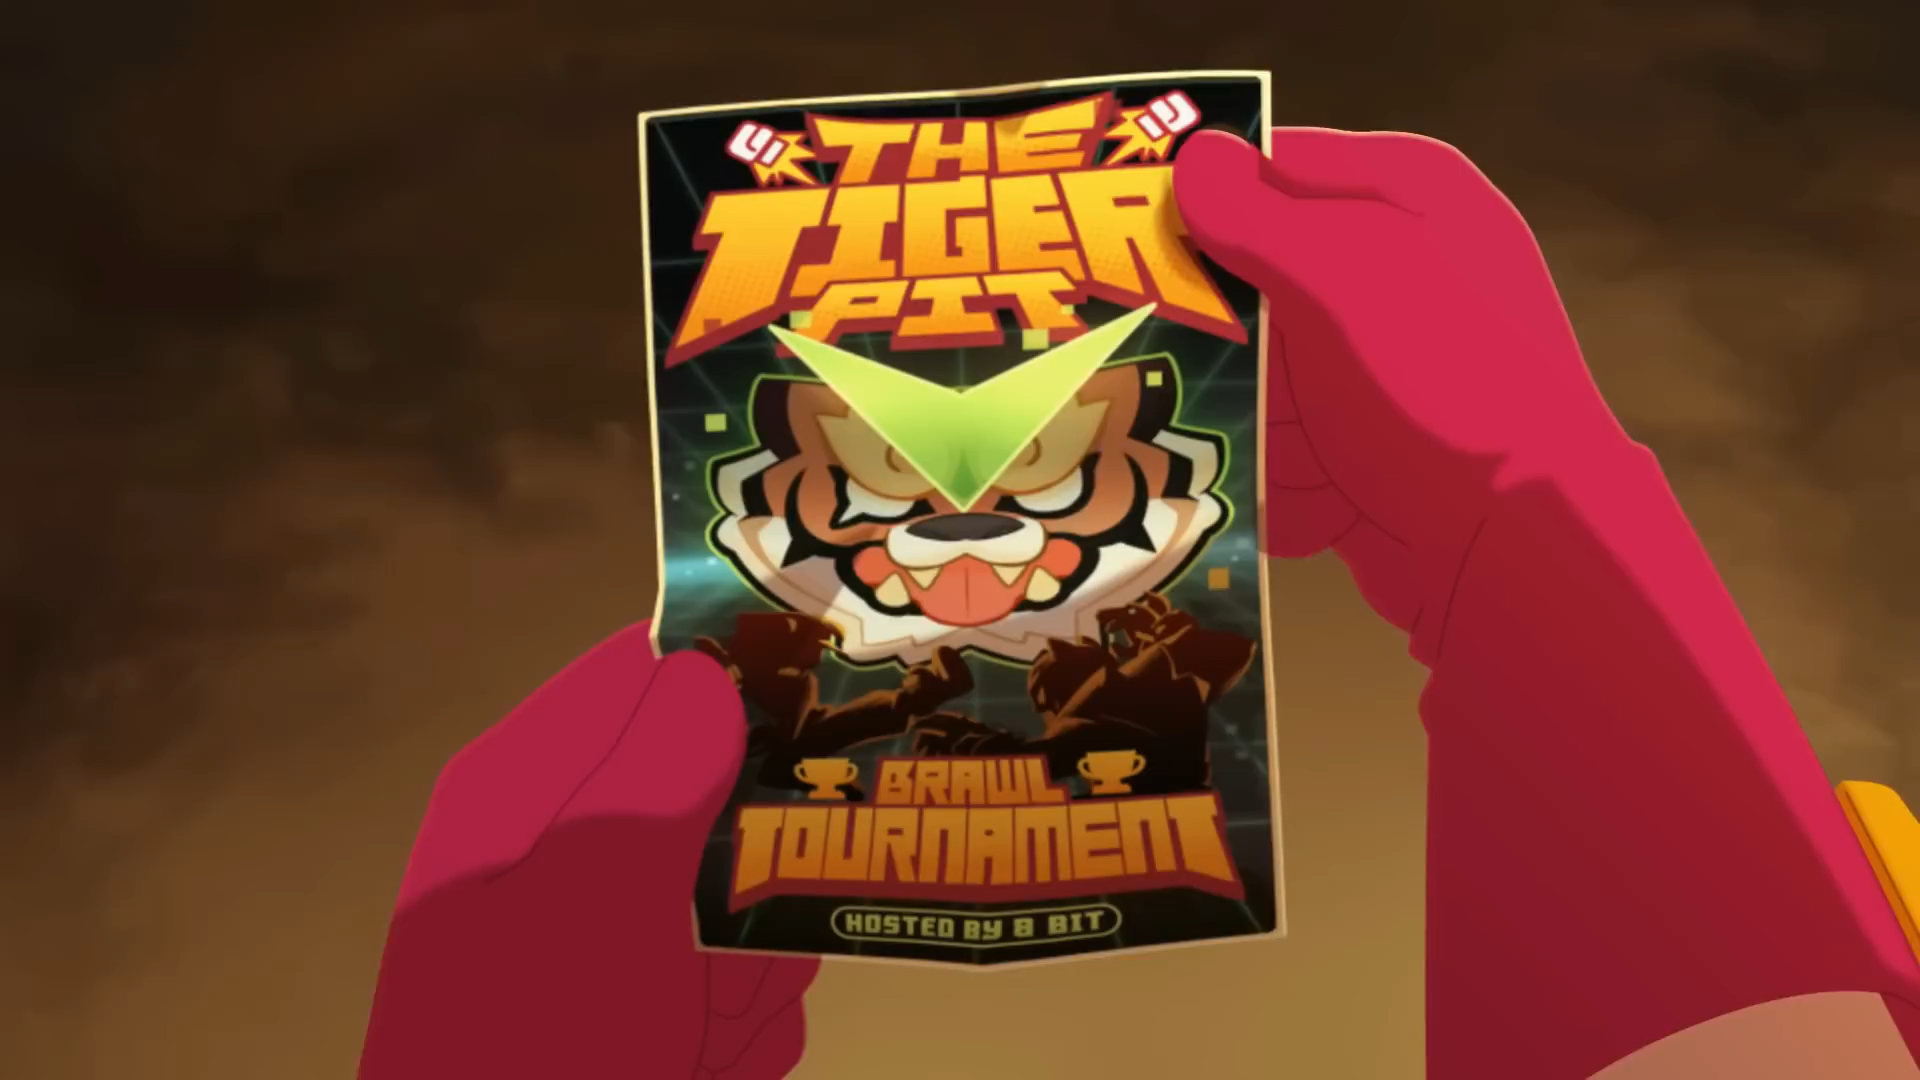 THE
TIGER
PIT
BRAWL
TOURNAMENT
HOSTED BY 8 BIT